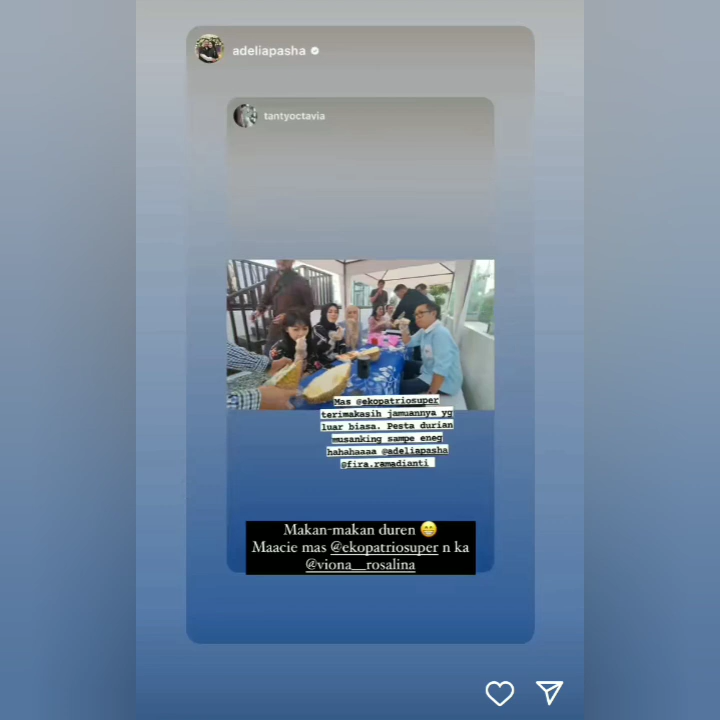 adeliapasha
tantyoctavia
Mas @ekopatriosuper
terimakasih jamuannya yg
luar biasa. Pesta durian
musanking sampe eneg
hahahaaaa @adeliapasha
@fira.ramadianti
Makan-makan duren 😁
Maacie mas @ekopatriosuper n ka
@viona__rosalina